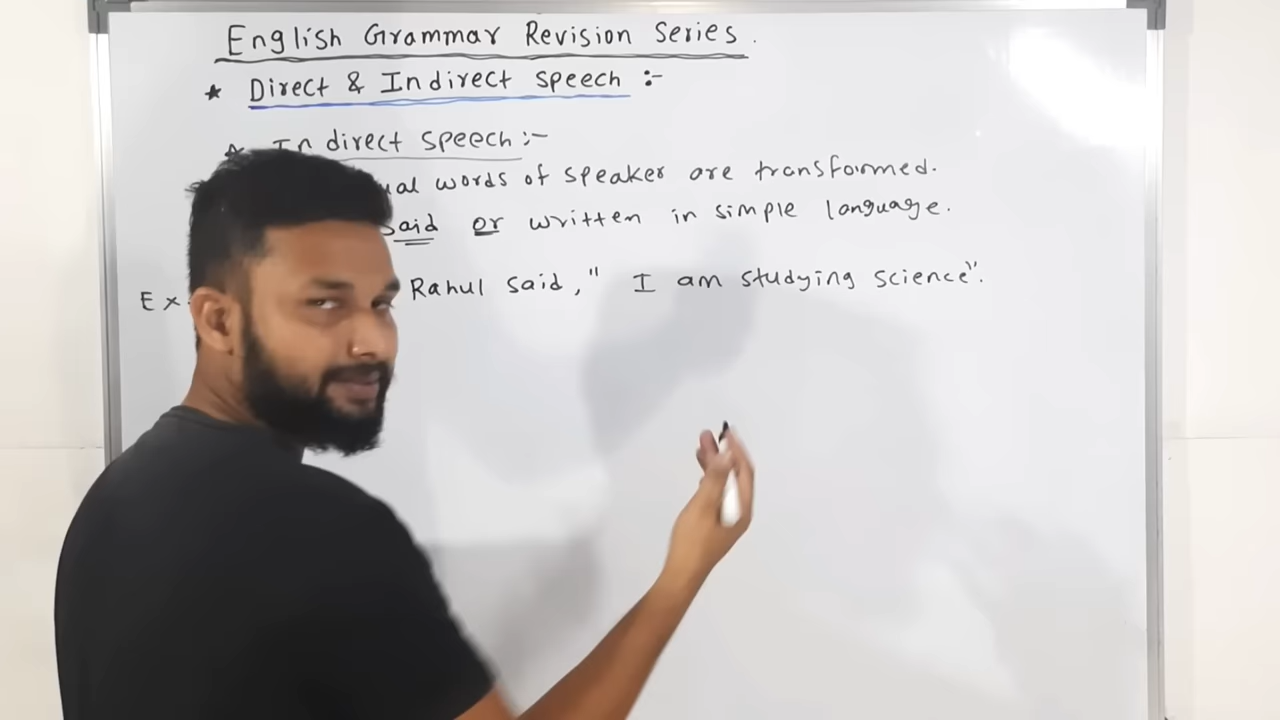 English Grammar Revision Series.
★ Direct & Indirect speech :-
Indirect speech :-
words of speaker are transformed.
said or written in simple language.
Ex. Rahul said, " I am studying science".